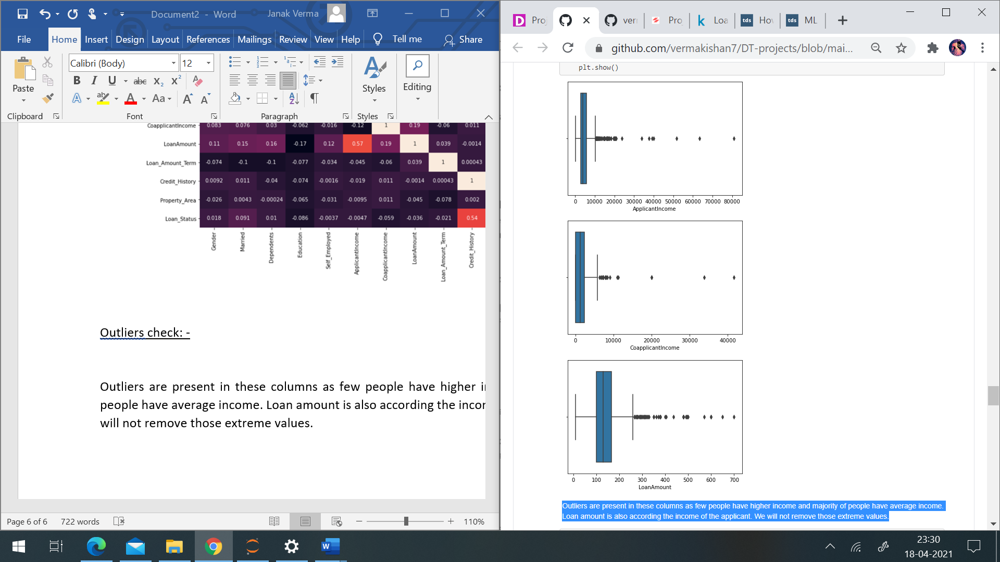 Document2 - Word
Janak Verma
File Home Insert Design Layout References Mailings Review View Help Tell me Share
Paste
Clipboard
Calibri (Body) 12
Font
Paragraph
Styles
Styles
Editing
CoapplicantIncome 0.083 0.076 0.03 -0.062 -0.016 -0.12 1 0.19 -0.06 0.011
LoanAmount 0.11 0.15 0.16 -0.17 0.12 0.57 0.19 1 0.039 -0.0014
Loan_Amount_Term -0.074 -0.1 -0.1 -0.077 -0.034 -0.045 -0.06 0.039 1 0.00043
Credit_History 0.0092 0.011 -0.04 -0.074 -0.0016 -0.019 0.011 -0.0014 0.00043 1
Property_Area -0.026 0.0043 -0.00024 -0.065 -0.031 -0.0095 0.011 -0.045 -0.078 0.002
Loan_Status 0.018 0.091 0.01 -0.086 -0.0037 -0.0047 -0.059 -0.036 -0.021 0.54
Gender Married Dependents Education Self_Employed ApplicantIncome CoapplicantIncome LoanAmount Loan_Amount_Term Credit_History
Outliers check: -
Outliers are present in these columns as few people have higher
people have average income. Loan amount is also according the
will not remove those extreme values.
Page 6 of 6 722 words 110%
Proj ver Pro Loa How ML
github.com/vermakishan7/DT-projects/blob/mai...
plt.show()
0 10000 20000 30000 40000 50000 60000 70000 80000
ApplicantIncome
0 10000 20000 30000 40000
CoapplicantIncome
0 100 200 300 400 500 600 700
LoanAmount
Outliers are present in these columns as few people have higher income and majority of people have average income.
Loan amount is also according the income of the applicant. We will not remove those extreme values.
23:30
18-04-2021